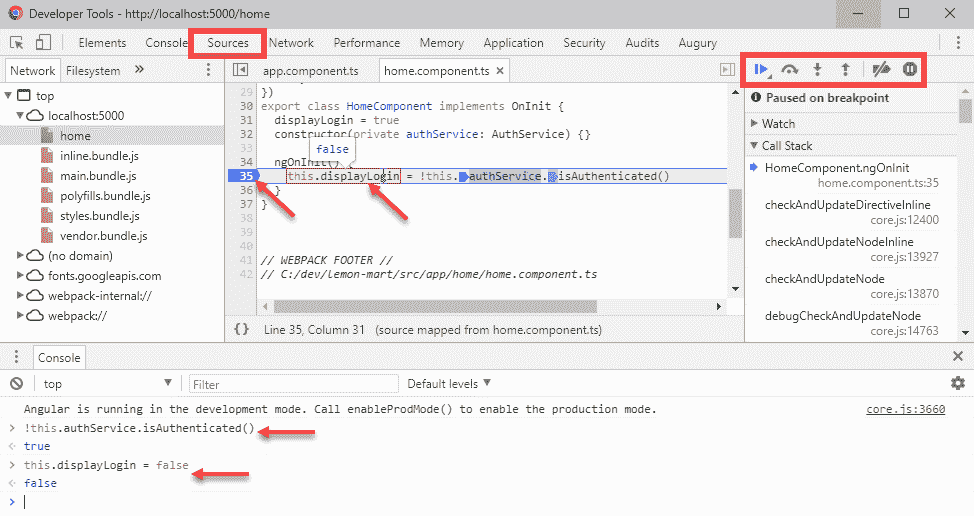 Developer Tools - http://localhost:5000/home
Elements Console Sources Network Performance Memory Application Security Audits Augury
Network Filesystem »
app.component.ts home.component.ts ×
top
localhost:5000
home
inline.bundle.js
main.bundle.js
polyfills.bundle.js
styles.bundle.js
vendor.bundle.js
(no domain)
fonts.googleapis.com
webpack-internal://
webpack://
29 })
30 export class HomeComponent implements OnInit {
31 displayLogin = true
32 constructor(private authService: AuthService) {}
33
false
34 ngOnInit()
35 this.displayLogin = !this.authService.isAuthenticated()
36 }
37 }
38
39
40
41 // WEBPACK FOOTER //
42 // C:/dev/lemon-mart/src/app/home/home.component.ts
{} Line 35, Column 31 (source mapped from home.component.ts)
Paused on breakpoint
Watch
Call Stack
HomeComponent.ngOnInit
home.component.ts:35
checkAndUpdateDirectiveInline
core.js:12400
checkAndUpdateNodeInline
core.js:13927
checkAndUpdateNode
core.js:13870
debugCheckAndUpdateNode
core.js:14763
Console
top Filter Default levels
Angular is running in the development mode. Call enableProdMode() to enable the production mode. core.js:3660
> !this.authService.isAuthenticated()
true
> this.displayLogin = false
false
>